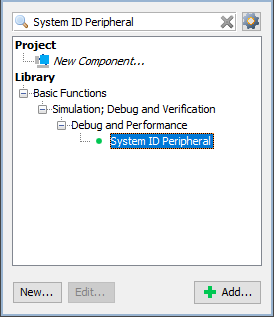 System ID Peripheral
Project
New Component...
Library
Basic Functions
Simulation; Debug and Verification
Debug and Performance
System ID Peripheral
New... Edit... Add...